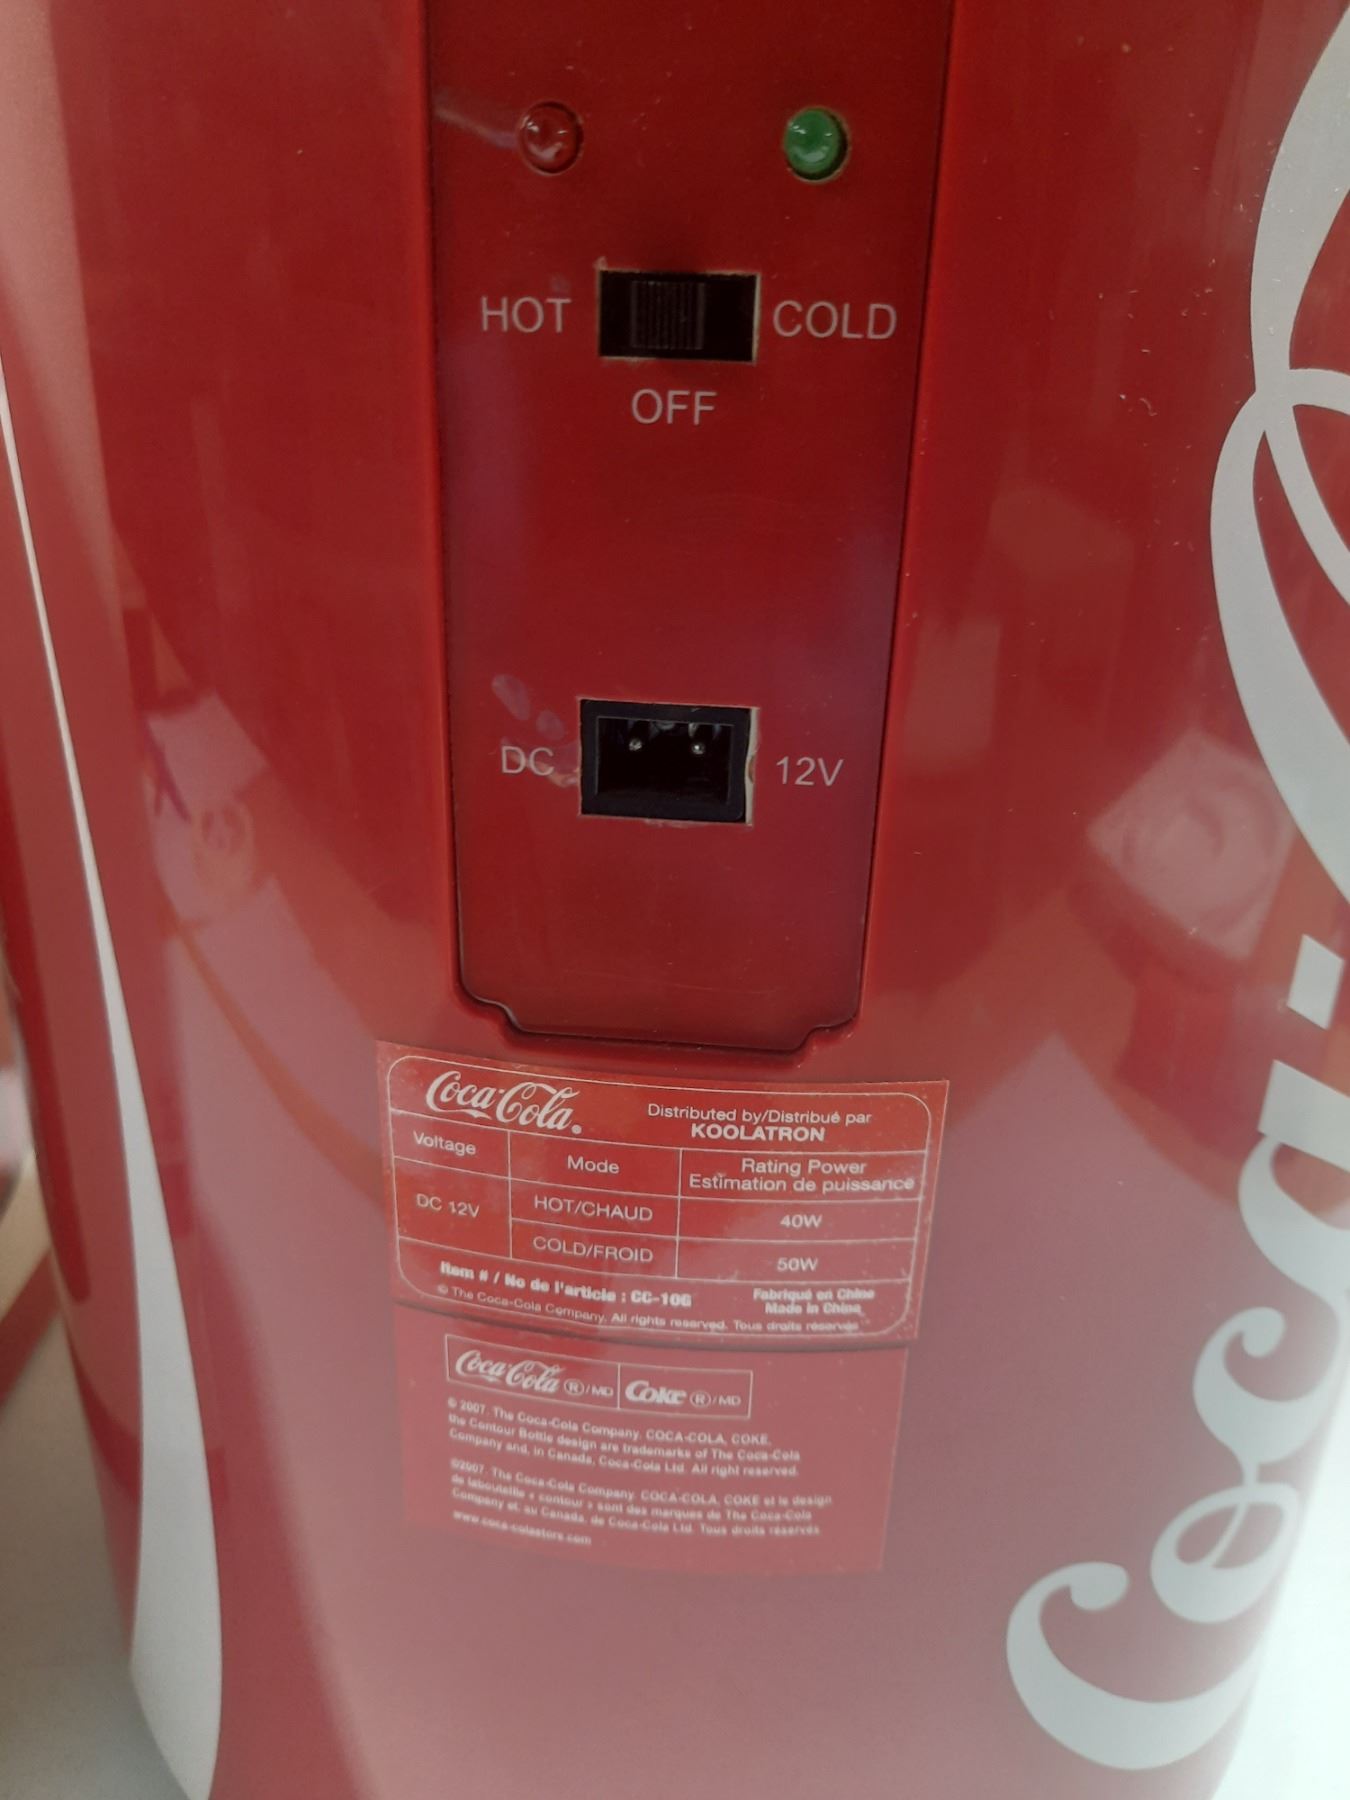 HOT COLD
OFF
DC 12V
Coca-Cola
Coca-Cola® Distributed by/Distribué par
KOOLATRON
Voltage Mode Rating Power
Estimation de puissance
DC 12V HOT/CHAUD 40W
COLD/FROID 50W
Item # / No de l'article : CC-10G Fabriqué en Chine
Made in China
© The Coca-Cola Company. All rights reserved. Tous droits réservés
Coca-Cola ®/MD Coke ®/MD
© 2007. The Coca-Cola Company. COCA-COLA, COKE,
the Contour Bottle design are trademarks of The Coca-Cola
Company and, in Canada, Coca-Cola Ltd. All right reserved.
©2007. The Coca-Cola Company. COCA-COLA, COKE et le design
de labouteille « contour » sont des marques de The Coca-Cola
Company et, au Canada, de Coca-Cola Ltd. Tous droits réservés
www.coca-colastore.com